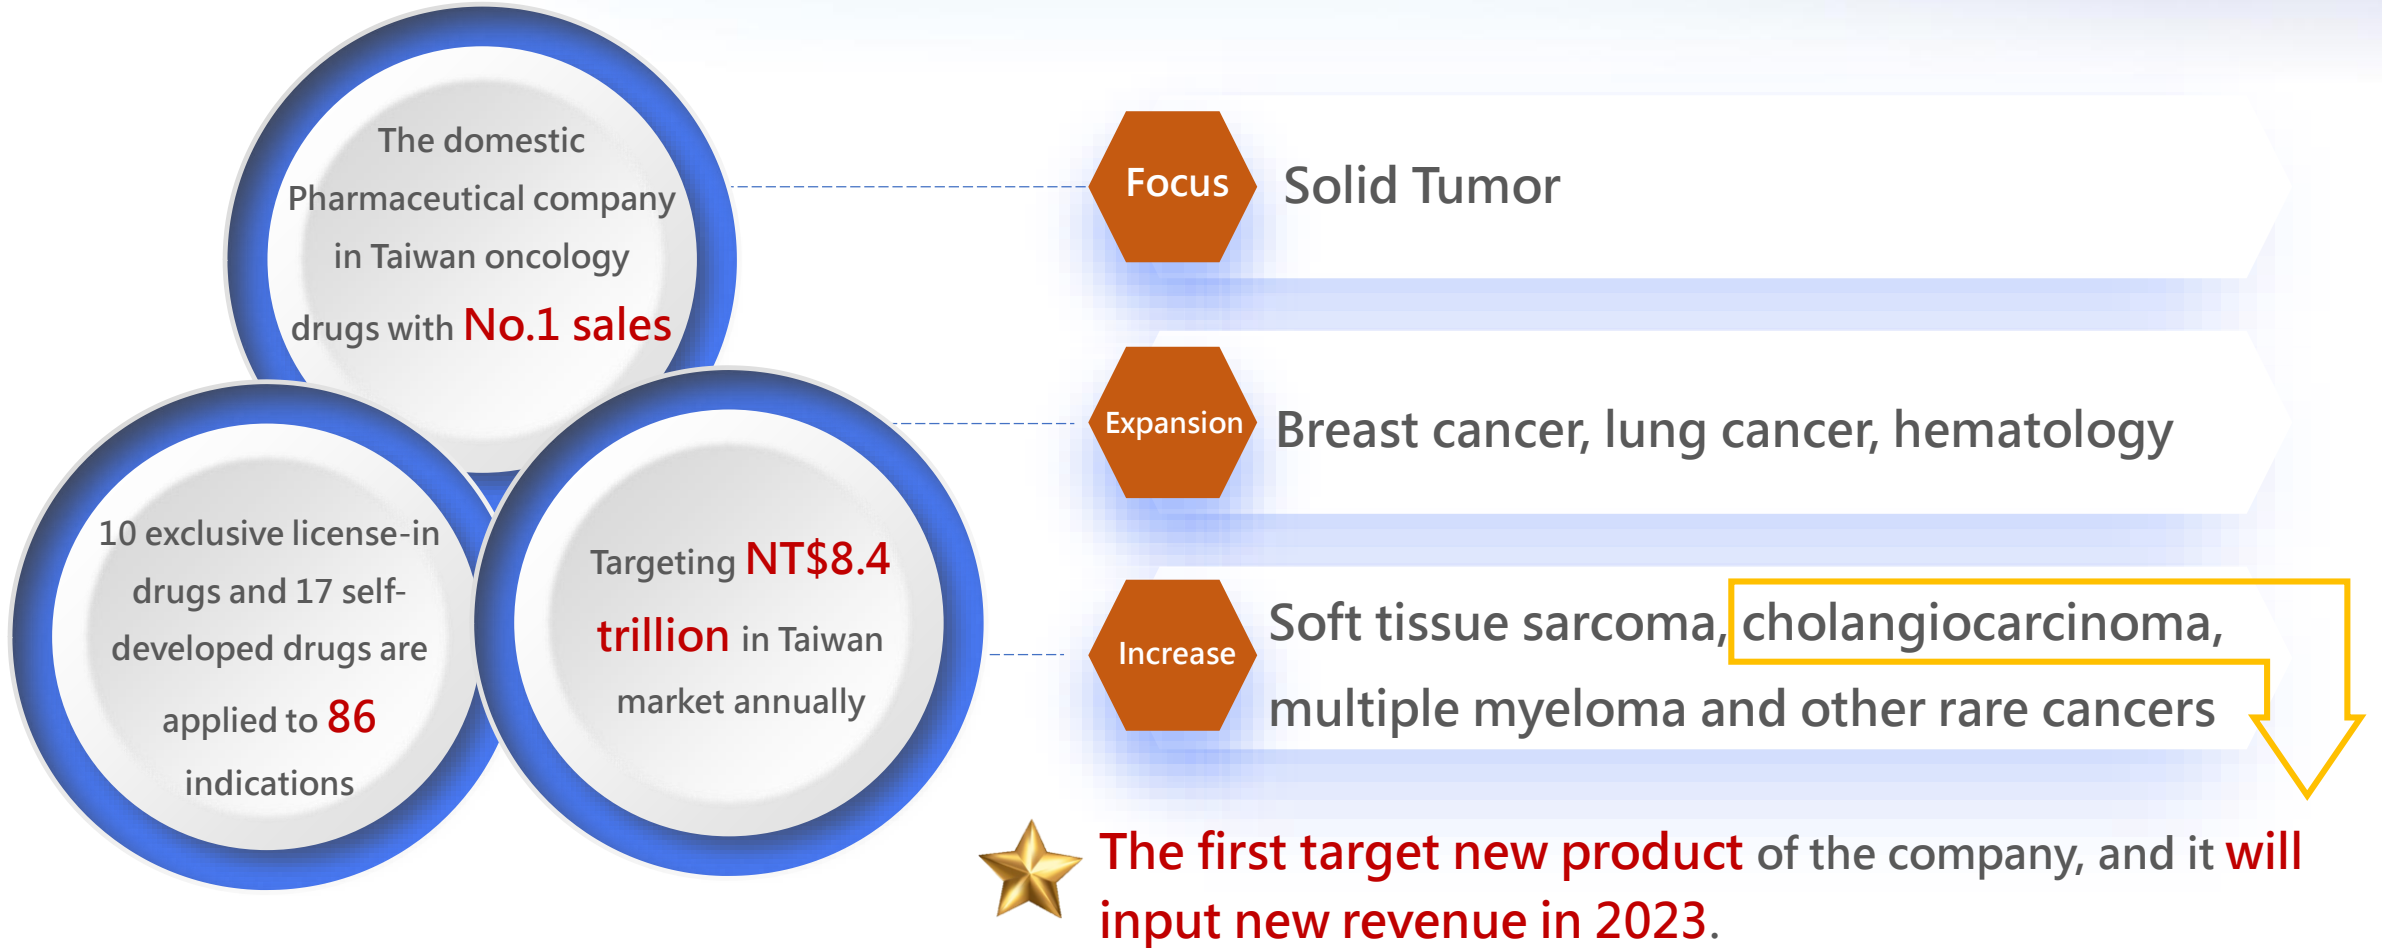 The domestic
Pharmaceutical company
in Taiwan oncology
drugs with No.1 sales
10 exclusive license-in
drugs and 17 self-
developed drugs are
applied to 86
indications
Targeting NT$8.4
trillion in Taiwan
market annually
Focus
Solid Tumor
Expansion
Breast cancer, lung cancer, hematology
Increase
Soft tissue sarcoma, cholangiocarcinoma,
multiple myeloma and other rare cancers
The first target new product of the company, and it will
input new revenue in 2023.